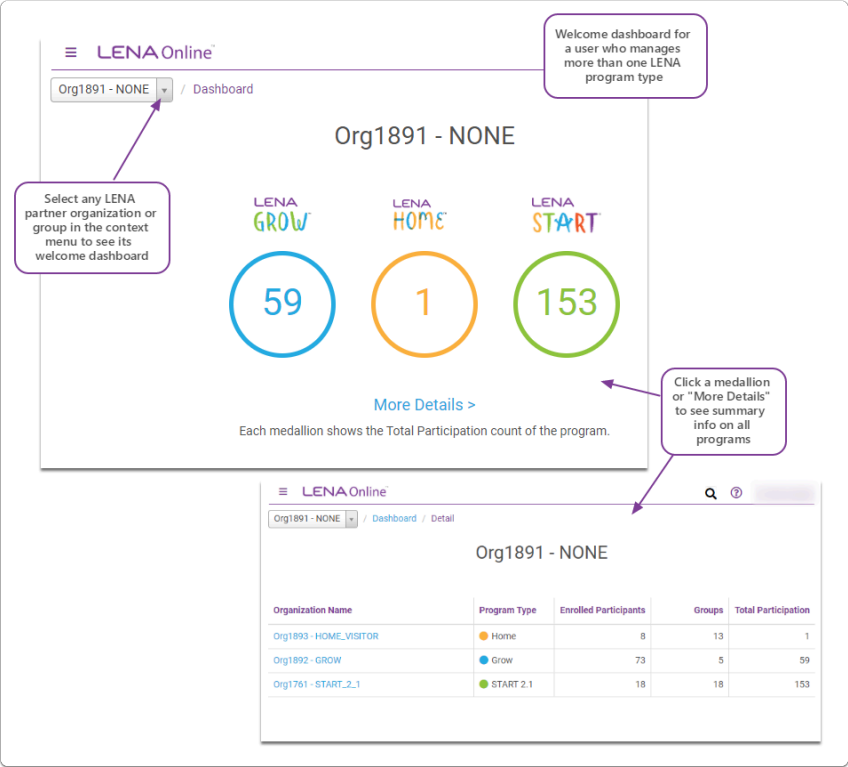 Welcome dashboard for
a user who manages
more than one LENA
program type
LENA Online™
Org1891 - NONE / Dashboard
Org1891 - NONE
Select any LENA
partner organization or
group in the context
menu to see its
welcome dashboard
LENA GROW™
LENA HOME™
LENA START™
59
1
153
Click a medallion
or "More Details"
to see summary
info on all
programs
More Details >
Each medallion shows the Total Participation count of the program.
LENA Online™
Org1891 - NONE / Dashboard / Detail
Org1891 - NONE
Organization Name Program Type Enrolled Participants Groups Total Participation
Org1893 - HOME_VISITOR Home 8 13 1
Org1892 - GROW Grow 73 5 59
Org1761 - START_2_1 START 2.1 18 18 153